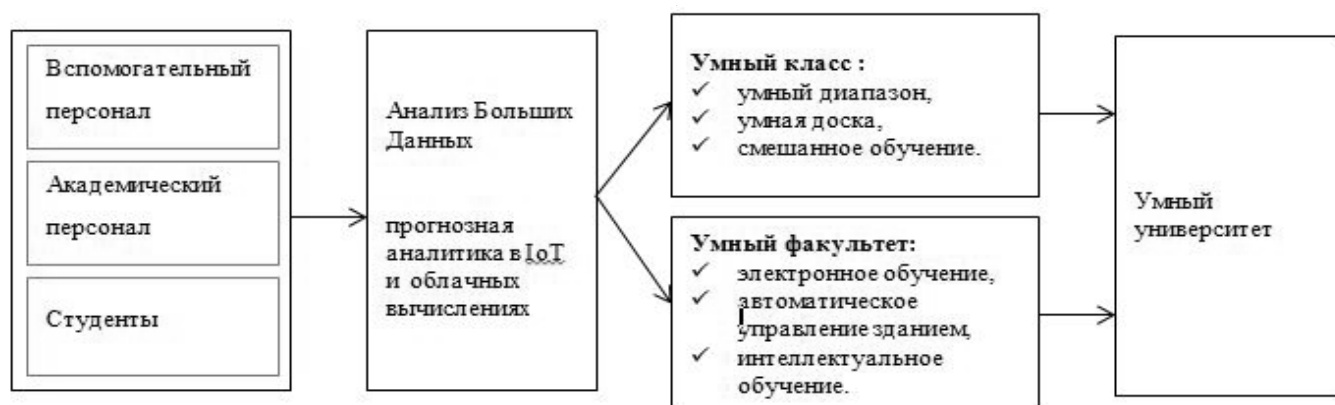 Вспомогательный
персонал
Академический
персонал
Студенты
Анализ Больших
Данных
прогнозная
аналитика в IoT
и облачных
вычислениях
Умный класс :
✓ умный диапазон,
✓ умная доска,
✓ смешанное обучение.
Умный факультет:
✓ электронное обучение,
✓ автоматическое
управление зданием,
✓ интеллектуальное
обучение.
Умный
университет